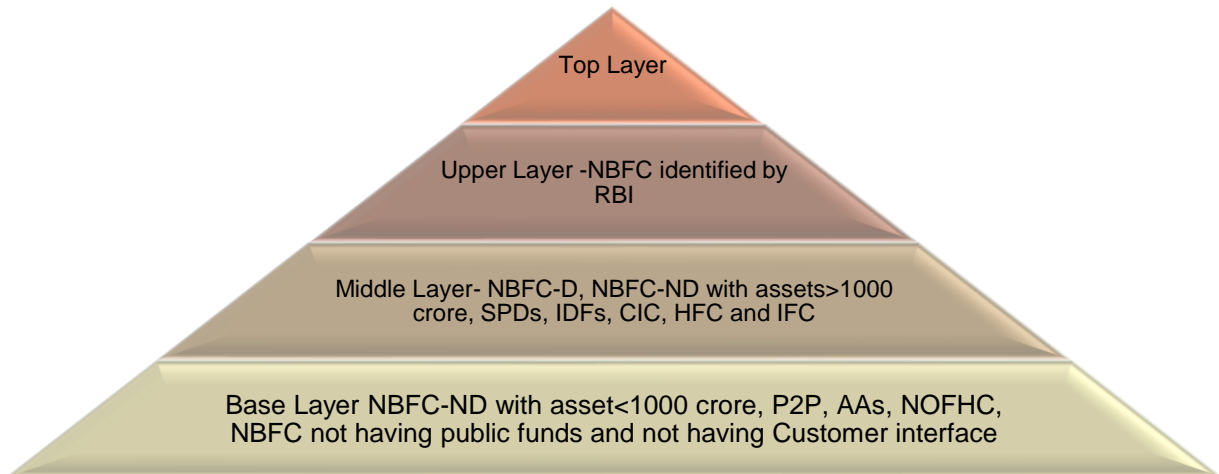 Top Layer
Upper Layer -NBFC identified by
RBI
Middle Layer- NBFC-D, NBFC-ND with assets>1000
crore, SPDs, IDFs, CIC, HFC and IFC
Base Layer NBFC-ND with asset<1000 crore, P2P, AAs, NOFHC,
NBFC not having public funds and not having Customer interface